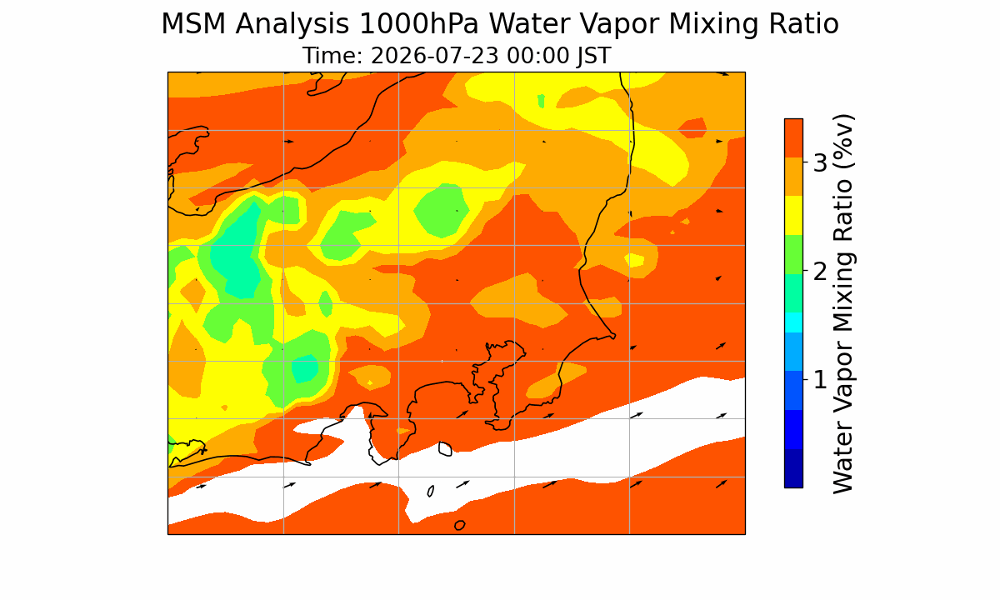 MSM Analysis 1000hPa Water Vapor Mixing Ratio
Time: 2026-07-23 00:00 JST
3
2
1
Water Vapor Mixing Ratio (%v)